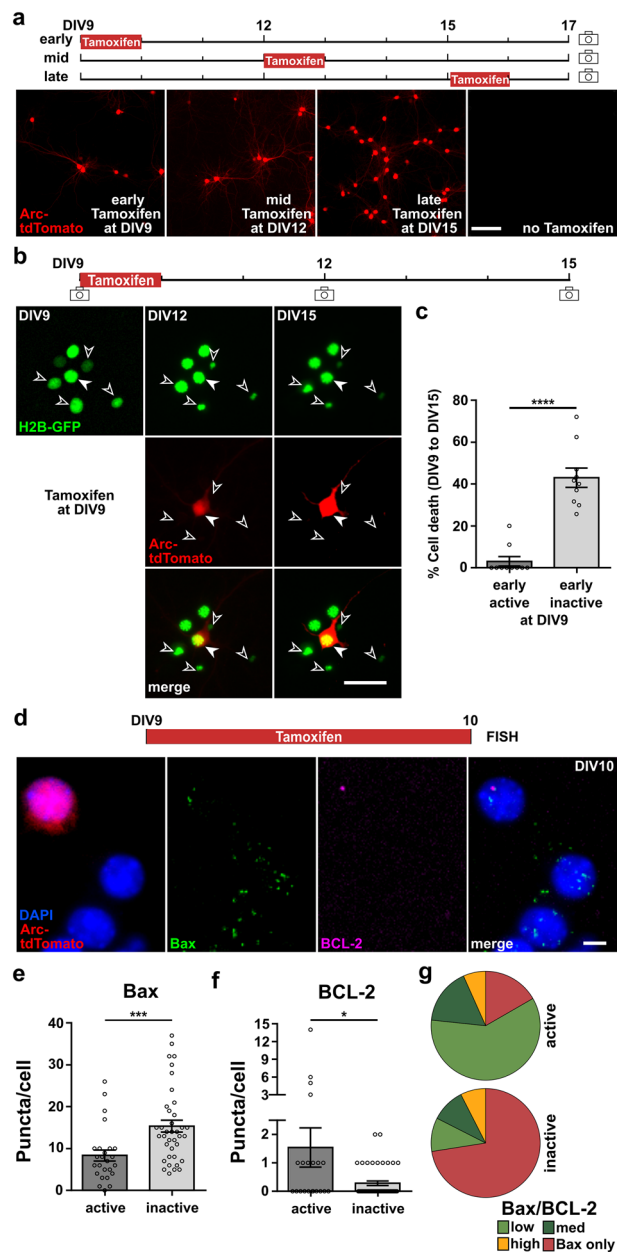 a
DIV9 12 15 17
early Tamoxifen
mid Tamoxifen
late Tamoxifen
Arc-
tdTomato
early
Tamoxifen
at DIV9
mid
Tamoxifen
at DIV12
late
Tamoxifen
at DIV15
no Tamoxifen
b
DIV9 12 15
Tamoxifen
DIV9 DIV12 DIV15
H2B-GFP
Tamoxifen
at DIV9
Arc-
tdTomato
merge
c
% Cell death (DIV9 to DIV15)
****
80
60
40
20
0
early
active
early
inactive
at DIV9
d
DIV9 10
Tamoxifen
FISH
DIV10
DAPI
Arc-
tdTomato
Bax
BCL-2
merge
e
Bax
***
Puncta/cell
40
30
20
10
0
active inactive
f
BCL-2
*
Puncta/cell
15
12
9
6
3
2
1
0
active inactive
g
active
inactive
Bax/BCL-2
low med
high Bax only